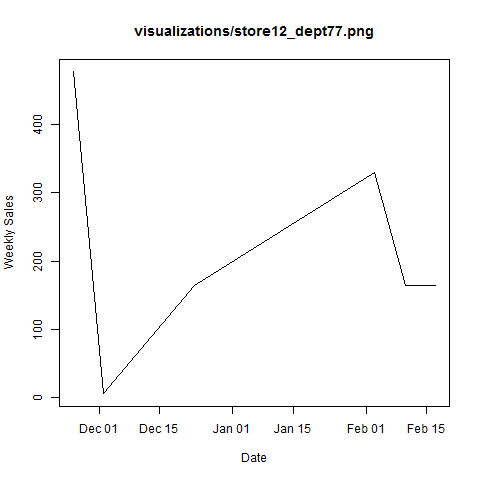 visualizations/store12_dept77.png
Weekly Sales
400
300
200
100
0
Dec 01 Dec 15 Jan 01 Jan 15 Feb 01 Feb 15
Date